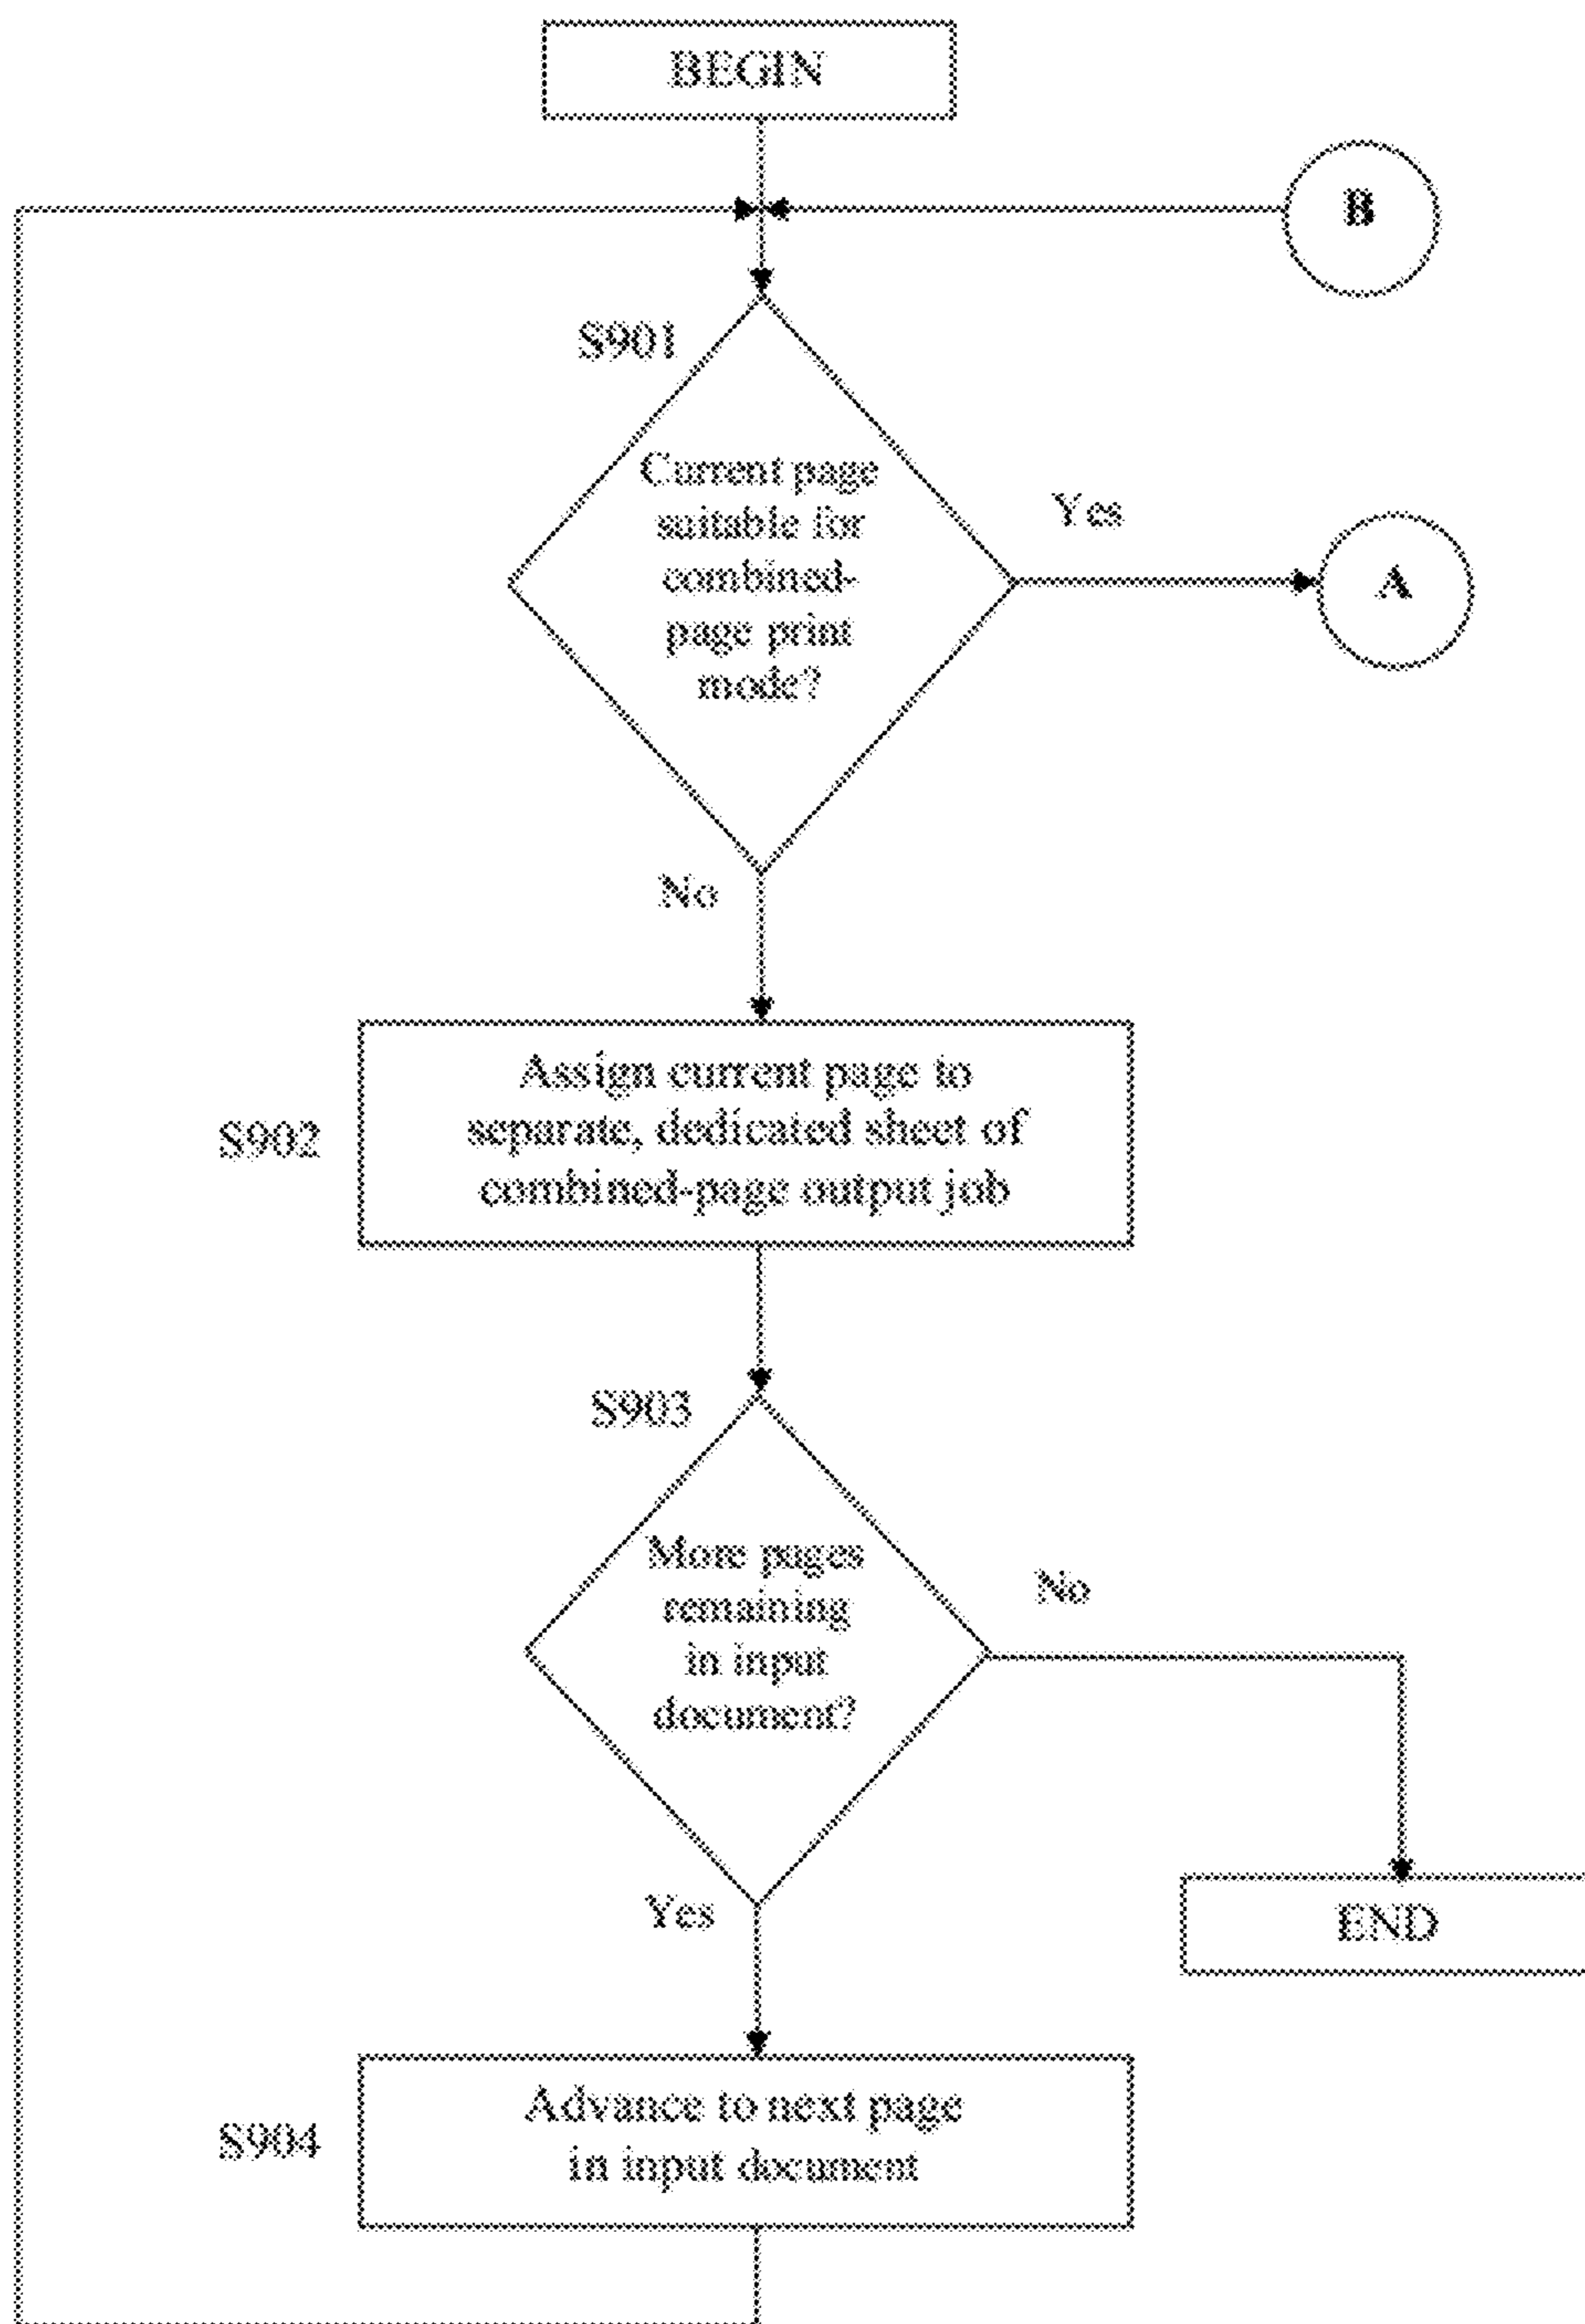 BEGIN
B
S901
Current page
suitable for
combined-
page print
mode?
Yes
A
No
Assign current page to
separate, dedicated sheet of
combined-page output job
S902
S903
More pages
remaining
in input
document?
No
Yes
END
Advance to next page
in input document
S904